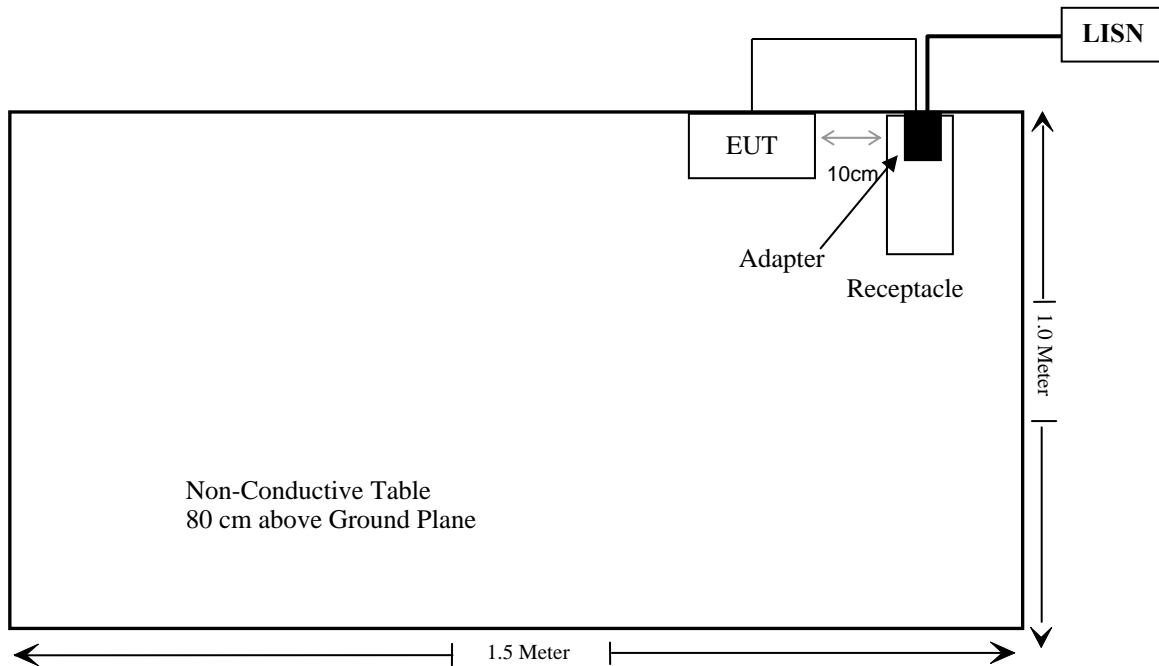 LISN
EUT
10cm
Adapter
Receptacle
1.0 Meter
Non-Conductive Table
80 cm above Ground Plane
1.5 Meter